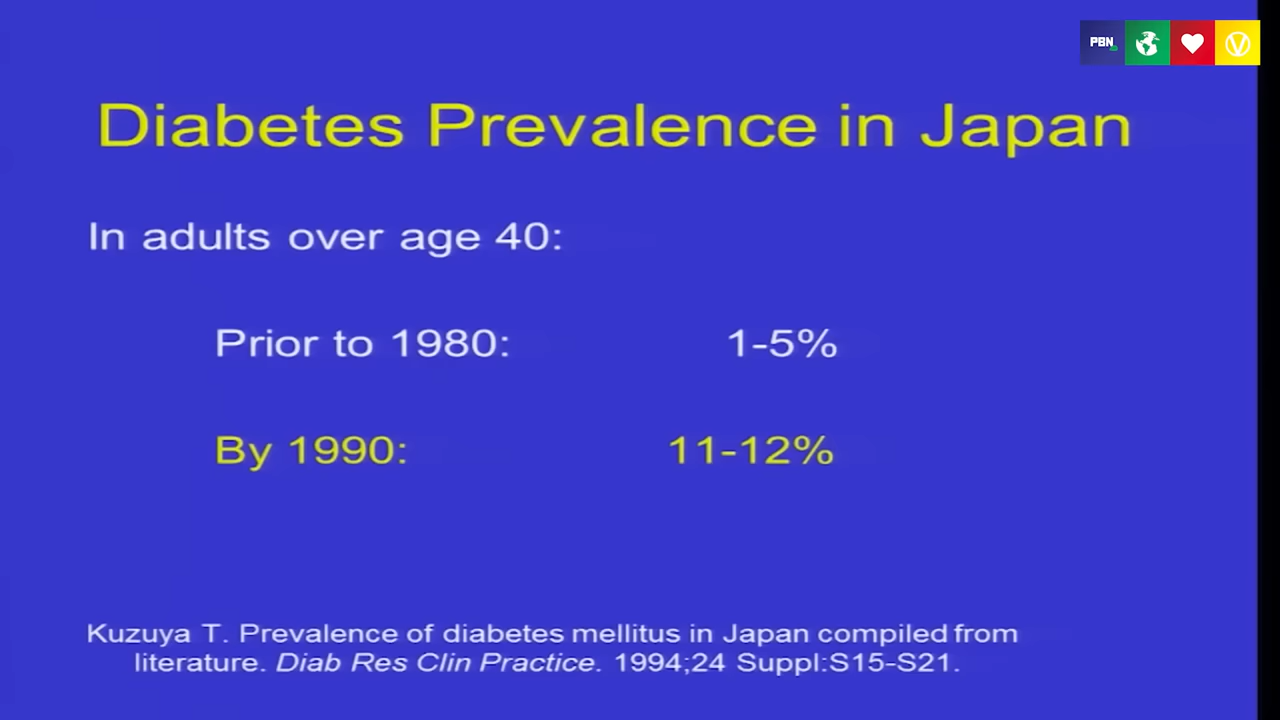 PBN
Diabetes Prevalence in Japan
In adults over age 40:
Prior to 1980: 1-5%
By 1990: 11-12%
Kuzuya T. Prevalence of diabetes mellitus in Japan compiled from
literature. Diab Res Clin Practice. 1994;24 Suppl:S15-S21.